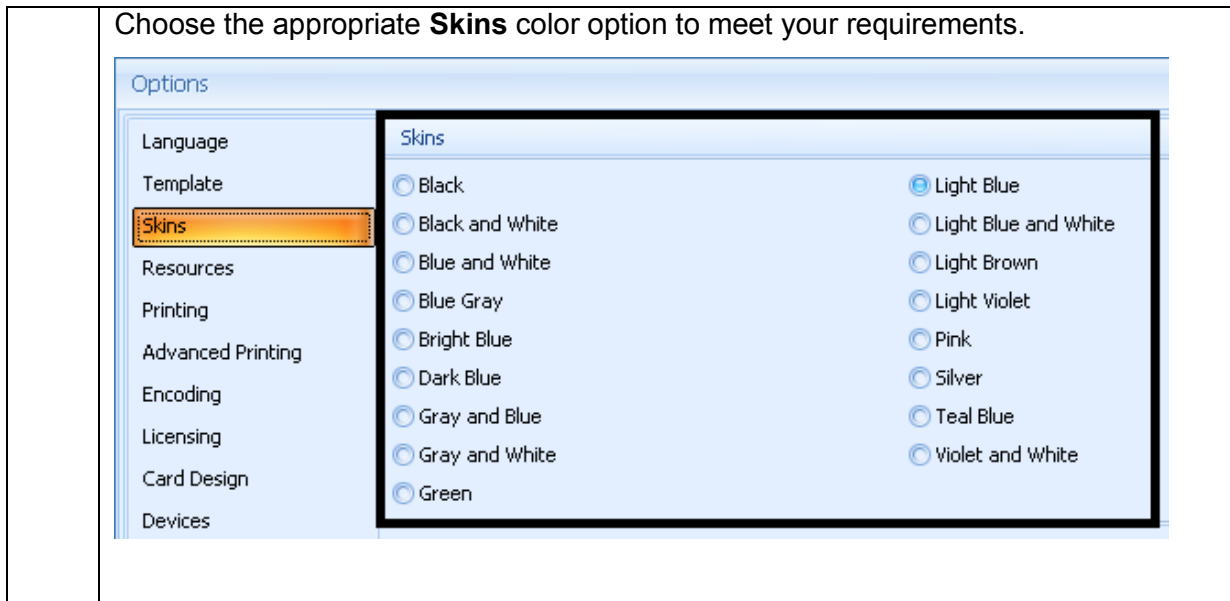 Choose the appropriate Skins color option to meet your requirements.
Options
Language
Template
Skins
Resources
Printing
Advanced Printing
Encoding
Licensing
Card Design
Devices
Skins
Black
Black and White
Blue and White
Blue Gray
Bright Blue
Dark Blue
Gray and Blue
Gray and White
Green
Light Blue
Light Blue and White
Light Brown
Light Violet
Pink
Silver
Teal Blue
Violet and White